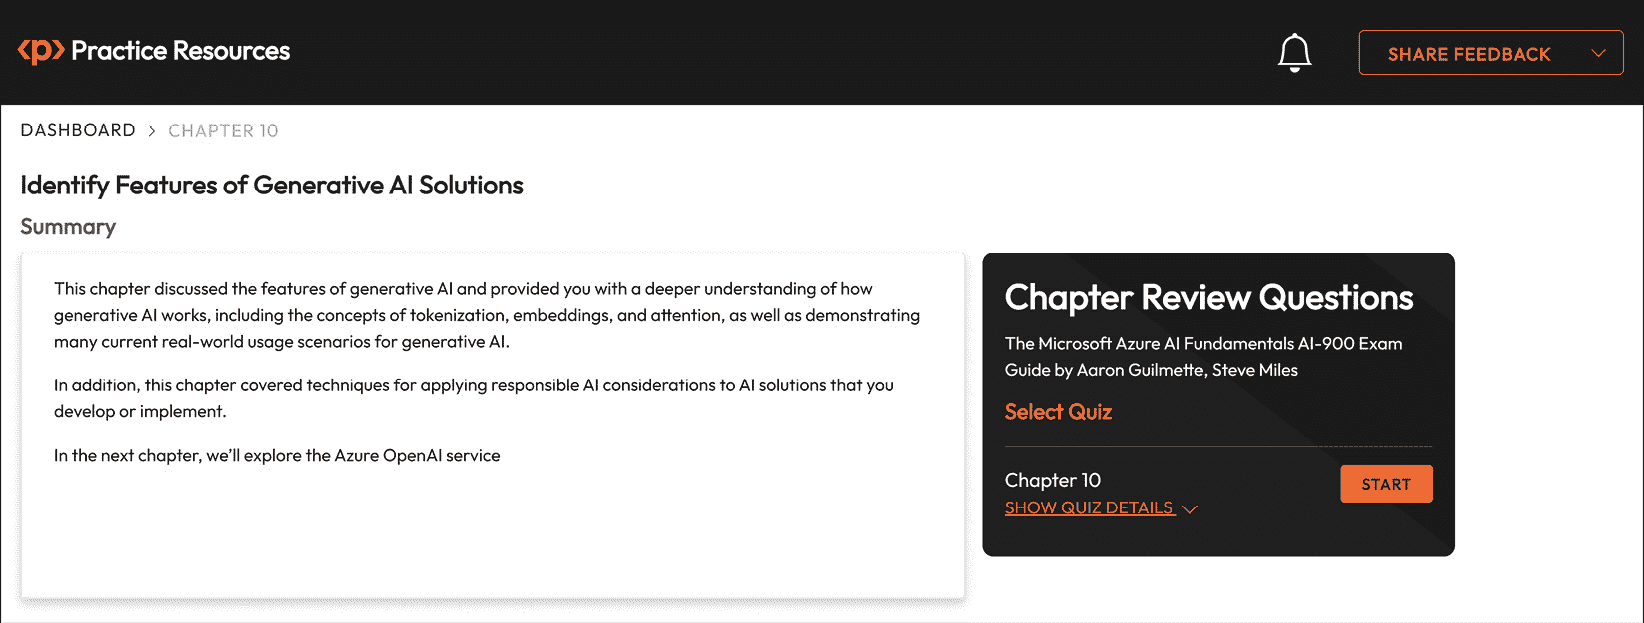 <p> Practice Resources
SHARE FEEDBACK
DASHBOARD > CHAPTER 10
Identify Features of Generative AI Solutions
Summary
This chapter discussed the features of generative AI and provided you with a deeper understanding of how
generative AI works, including the concepts of tokenization, embeddings, and attention, as well as demonstrating
many current real-world usage scenarios for generative AI.
In addition, this chapter covered techniques for applying responsible AI considerations to AI solutions that you
develop or implement.
In the next chapter, we'll explore the Azure OpenAI service
Chapter Review Questions
The Microsoft Azure AI Fundamentals AI-900 Exam
Guide by Aaron Guilmette, Steve Miles
Select Quiz
Chapter 10
START
SHOW QUIZ DETAILS